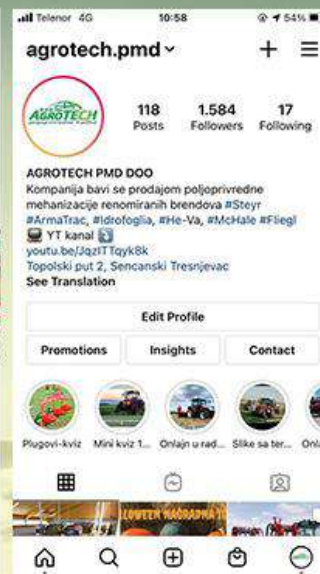 Telenor 4G 10:58 54%
agrotech.pmd
AGROTECH
118 1.584 17
Posts Followers Following
AGROTECH PMD DOO
Kompanija bavi se prodajom poljoprivredne
mehanizacije renomiranih brendova #Steyr
#ArmaTrac, #Idrofoglia, #He-Va, #McHale #Fliegl
YT kanal
youtu.be/JqzITTqyk8k
Topolski put 2, Sencanski Tresnjevac
See Translation
Edit Profile
Promotions Insights Contact
Plugovi-kviz Mini kviz 1... Onlajn u rad... Slike sa ter... Onl